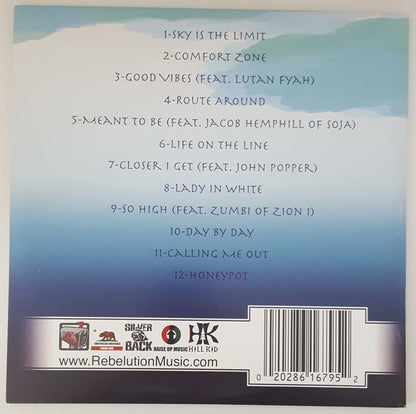 1-SKY IS THE LIMIT
2-COMFORT ZONE
3-GOOD VIBES (FEAT. LUTAN FYAH)
4-ROUTE AROUND
5-MEANT TO BE (FEAT. JACOB HEMPHILL OF SOJA)
6-LIFE ON THE LINE
7-CLOSER I GET (FEAT. JOHN POPPER)
8-LADY IN WHITE
9-SO HIGH (FEAT. ZUMBI OF ZION I)
10-DAY BY DAY
11-CALLING ME OUT
12-HONEYPOT
SILVER BACK
RAISE UP MUSIC
HK
HILL KID
www.RebelutionMusic.com
0 20286 16795 2